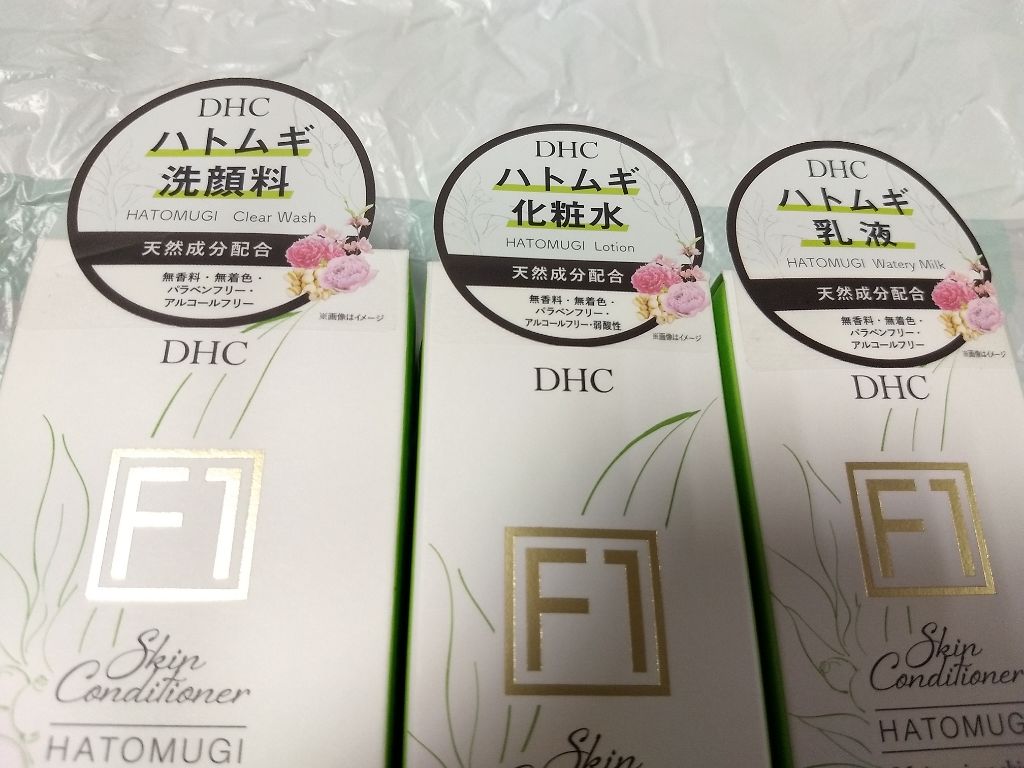 DHC
ハトムギ
洗顔料
HATOMUGI Clear Wash
天然成分配合
無香料・無着色・
パラベンフリー・
アルコールフリー
※画像はイメージ
DHC
F1
Skin
Conditioner
HATOMUGI
DHC
ハトムギ
化粧水
HATOMUGI Lotion
天然成分配合
無香料・無着色・
パラベンフリー・
アルコールフリー・弱酸性
※画像はイメージ
DHC
F1
Skin
DHC
ハトムギ
乳液
HATOMUGI Watery Milk
天然成分配合
無香料・無着色・
パラベンフリー・
アルコールフリー
※画像はイメージ
DHC
F1
Skin
Conditioner
HATOMUGI